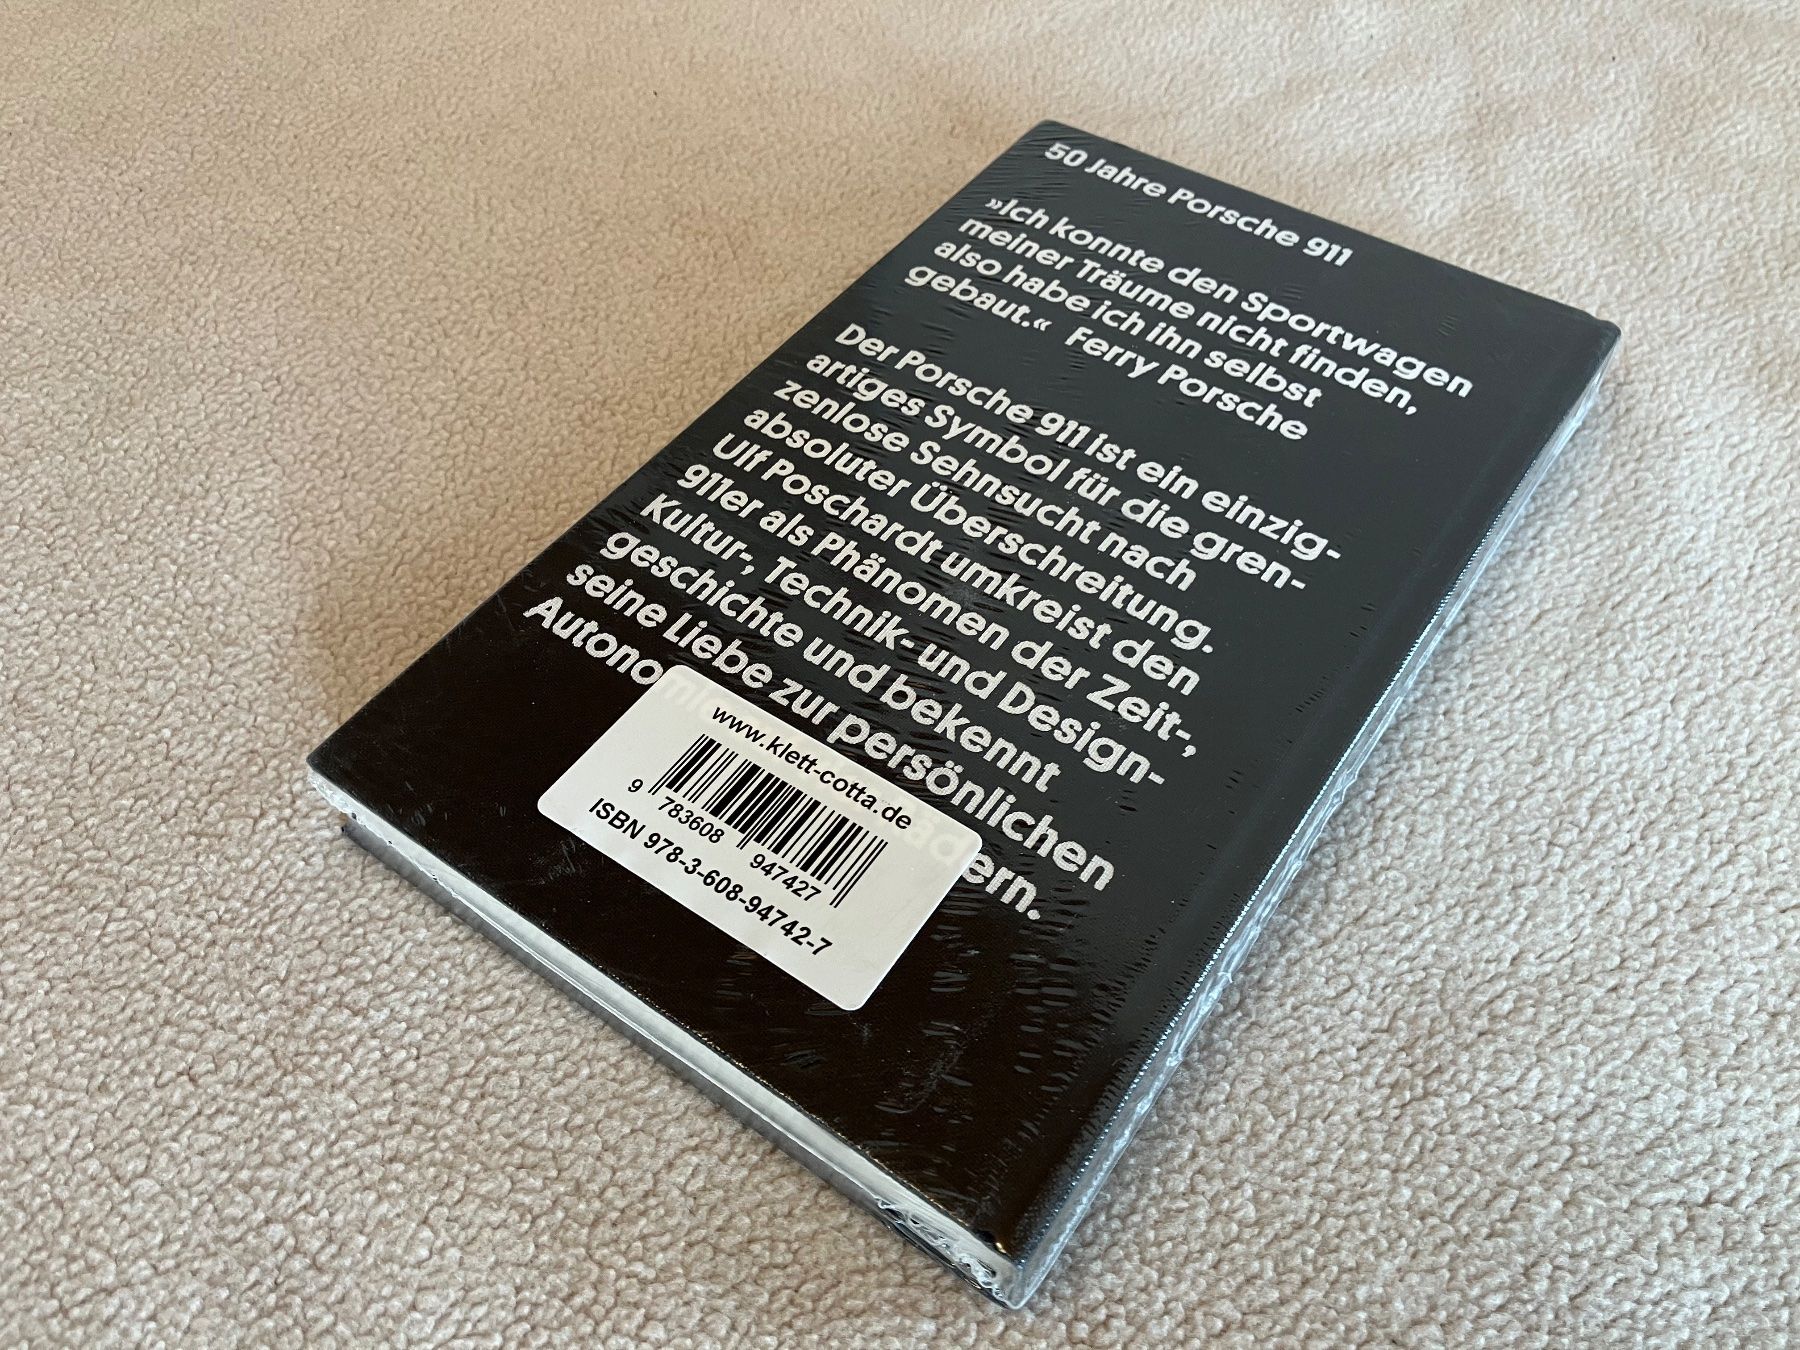 50 Jahre Porsche 911
»Ich konnte den Sportwagen
meiner Träume nicht finden,
also habe ich ihn selbst
gebaut.« Ferry Porsche
Der Porsche 911 ist ein einzig-
artiges Symbol für die gren-
zenlose Sehnsucht nach
absoluter Überschreitung.
Ulf Poschardt umkreist den
911er als Phänomen der Zeit-,
Kultur-, Technik- und Design-
geschichte und bekennt
seine Liebe zur persönlichen
www.klett-cotta.de
9 783608 947427
ISBN 978-3-608-94742-7